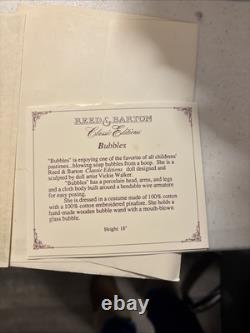 REED & BARTON
Classic Editions
Bubbles
"Bubbles" is enjoying one of the favorite of all childrens'
pastimes...blowing soap bubbles from a hoop. She is a
Reed & Barton Classic Editions doll designed and
sculpted by doll artist Vickie Walker.
"Bubbles" has a porcelain head, arms, and legs
and a cloth body built around a bendable wire armature
for easy posing.
She is dressed in a costume made of 100% cotton
with a 100% cotton embroidered pinafore. She holds a
hand-made wooden bubble wand with a mouth-blown
glass bubble.
Height 18"